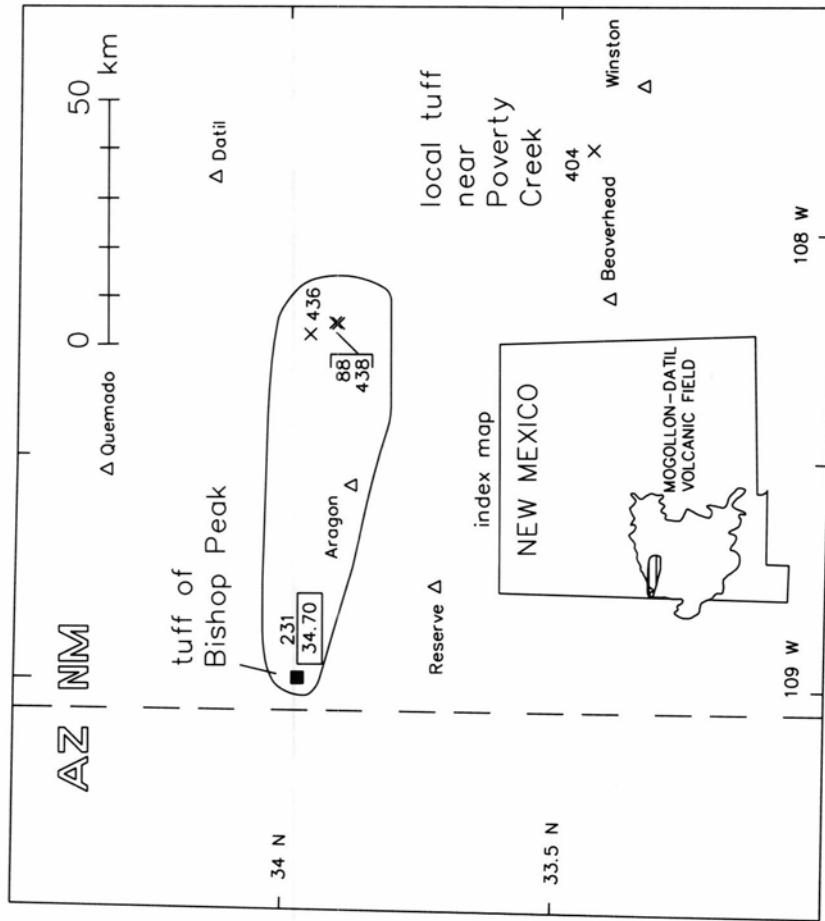 AZ NM
0 50 km
Quemado
Datil
tuff of
Bishop Peak
231
34.70
Aragon
436
88
438
Reserve
local tuff
near
Poverty
Creek
404
Beaverhead
Winston
index map
NEW MEXICO
MOGOLLON-DATIL
VOLCANIC FIELD
34 N
33.5 N
109 W
108 W